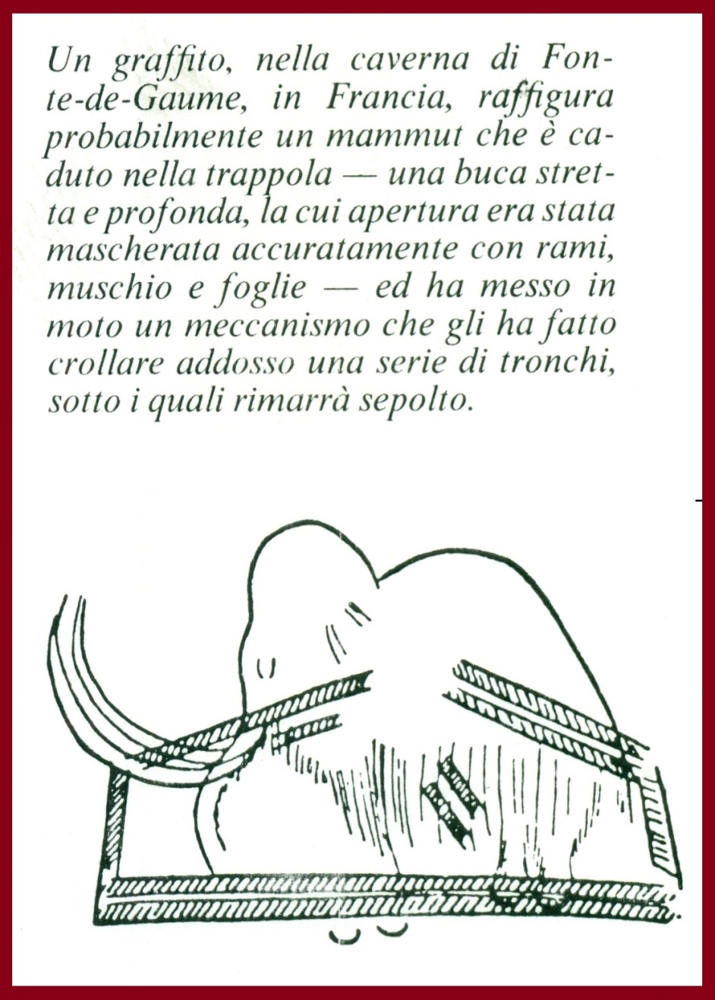 Un graffito, nella caverna di Fon-
te-de-Gaume, in Francia, raffigura
probabilmente un mammut che è ca-
duto nella trappola — una buca stret-
ta e profonda, la cui apertura era stata
mascherata accuratamente con rami,
muschio e foglie — ed ha messo in
moto un meccanismo che gli ha fatto
crollare addosso una serie di tronchi,
sotto i quali rimarrà sepolto.